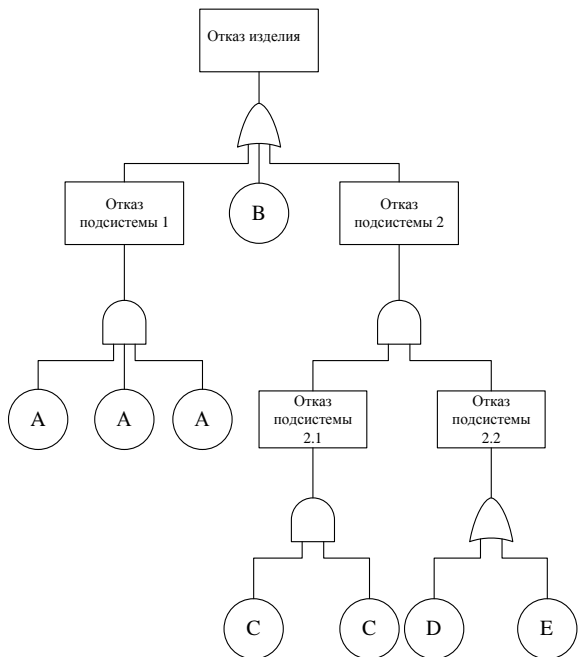 Отказ изделия
Отказ
подсистемы 1
B
Отказ
подсистемы 2
A
A
A
Отказ
подсистемы
2.1
Отказ
подсистемы
2.2
C
C
D
E